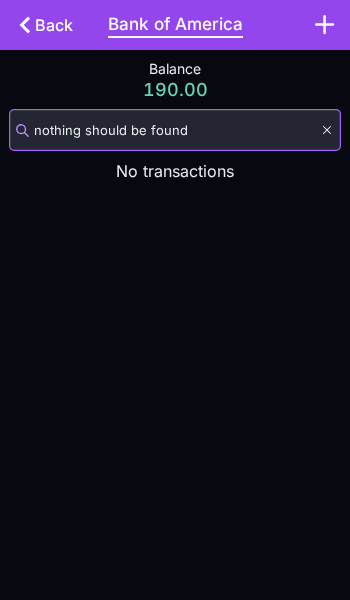 Back
Bank of America
Balance
190.00
nothing should be found
No transactions